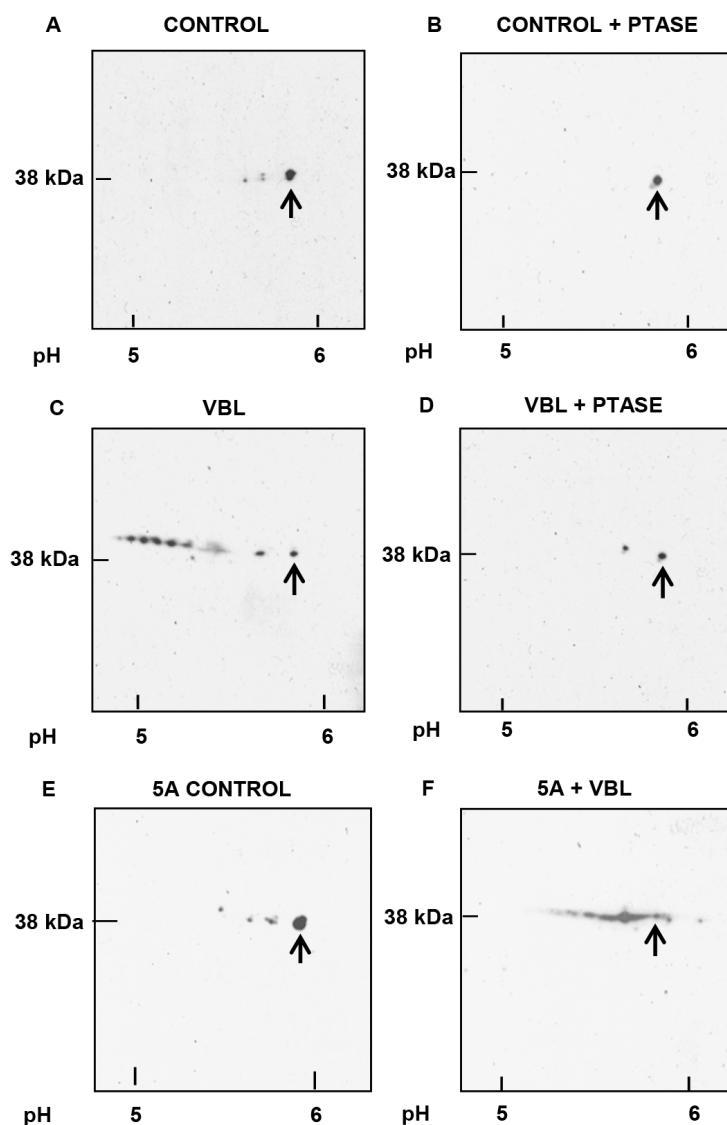 A CONTROL
B CONTROL + PTASE
38 kDa
38 kDa
pH 5 6
pH 5 6
C VBL
D VBL + PTASE
38 kDa
38 kDa
pH 5 6
pH 5 6
E 5A CONTROL
F 5A + VBL
38 kDa
38 kDa
pH 5 6
pH 5 6